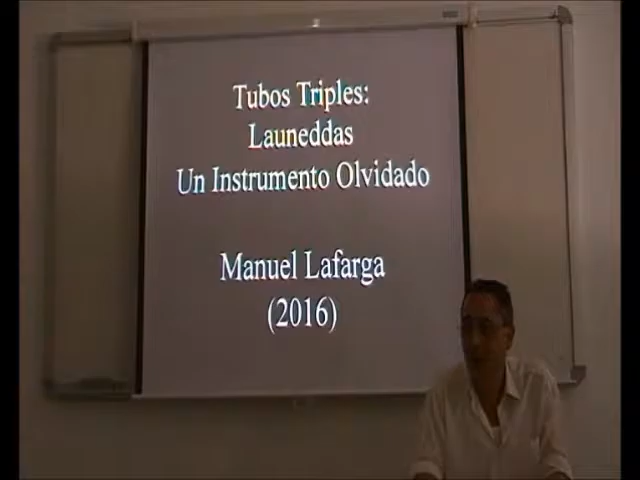 Tubos Triples:
Launeddas
Un Instrumento Olvidado
Manuel Lafarga
(2016)